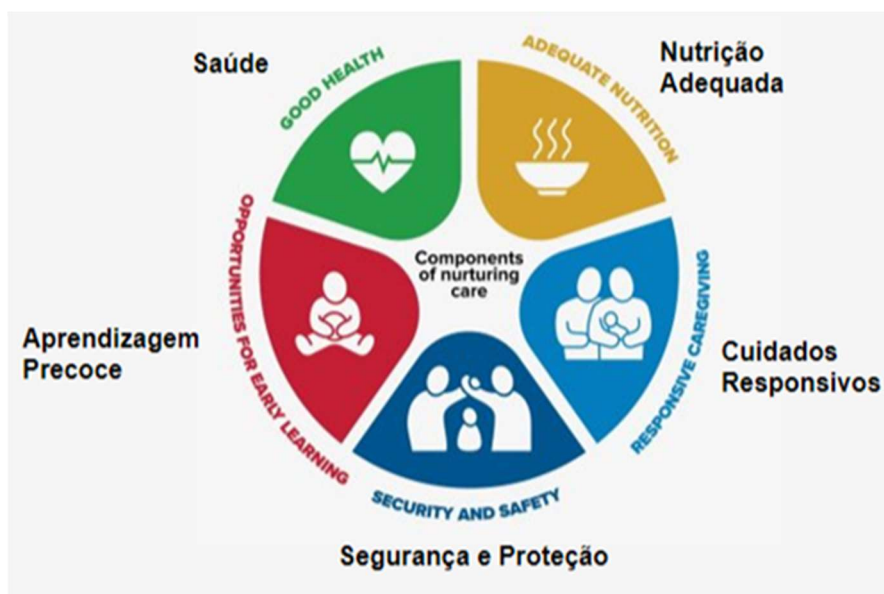 Saúde
GOOD HEALTH
ADEQUATE NUTRITION
Nutrição
Adequada
OPPORTUNITIES FOR EARLY LEARNING
Components
of nurturing
care
RESPONSIVE CAREGIVING
Aprendizagem
Precoce
Cuidados
Responsivos
SECURITY AND SAFETY
Segurança e Proteção